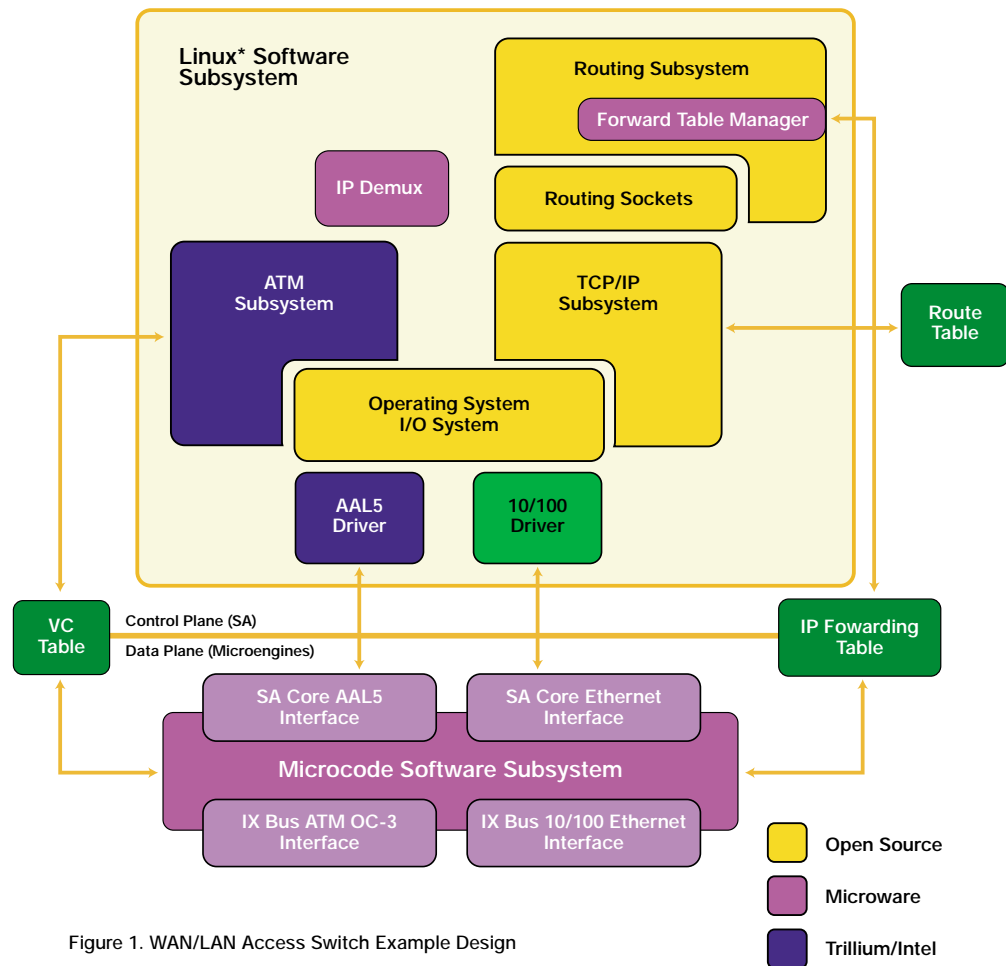 Linux* Software
Subsystem
Routing Subsystem
Forward Table Manager
IP Demux
Routing Sockets
ATM
Subsystem
TCP/IP
Subsystem
Route
Table
Operating System
I/O System
AAL5
Driver
10/100
Driver
VC
Table
Control Plane (SA)
Data Plane (Microengines)
IP Fowarding
Table
SA Core AAL5
Interface
SA Core Ethernet
Interface
Microcode Software Subsystem
IX Bus ATM OC-3
Interface
IX Bus 10/100 Ethernet
Interface
Open Source
Microware
Trillium/Intel
Figure 1. WAN/LAN Access Switch Example Design